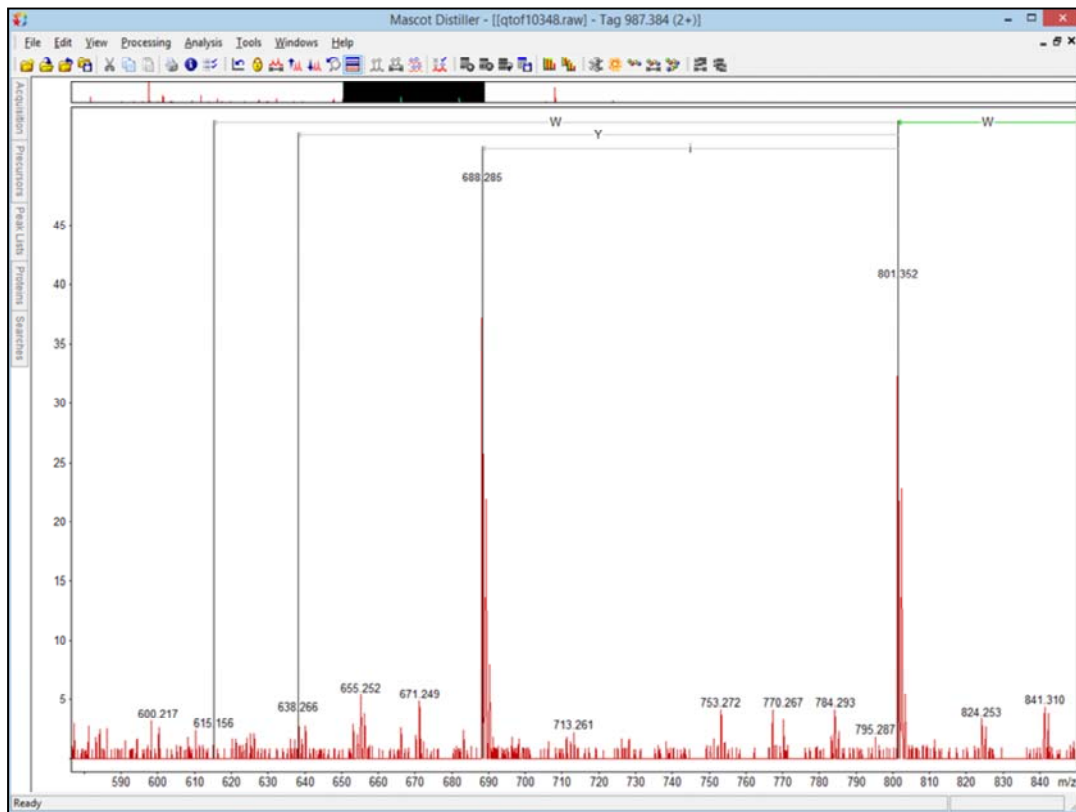 Mascot Distiller - [[qtof10348.raw] - Tag 987.384 (2+)]
File Edit View Processing Analysis Tools Windows Help
Acquisition
Precursors
Peak Lists
Proteins
Searches
W W
Y
i
688.285
45
801.352
40
35
30
25
20
15
10
5
600.217 615.156 638.266 655.252 671.249 713.261 753.272 770.267 784.293 795.287 824.253 841.310
590 600 610 620 630 640 650 660 670 680 690 700 710 720 730 740 750 760 770 780 790 800 810 820 830 840 m/z
Ready